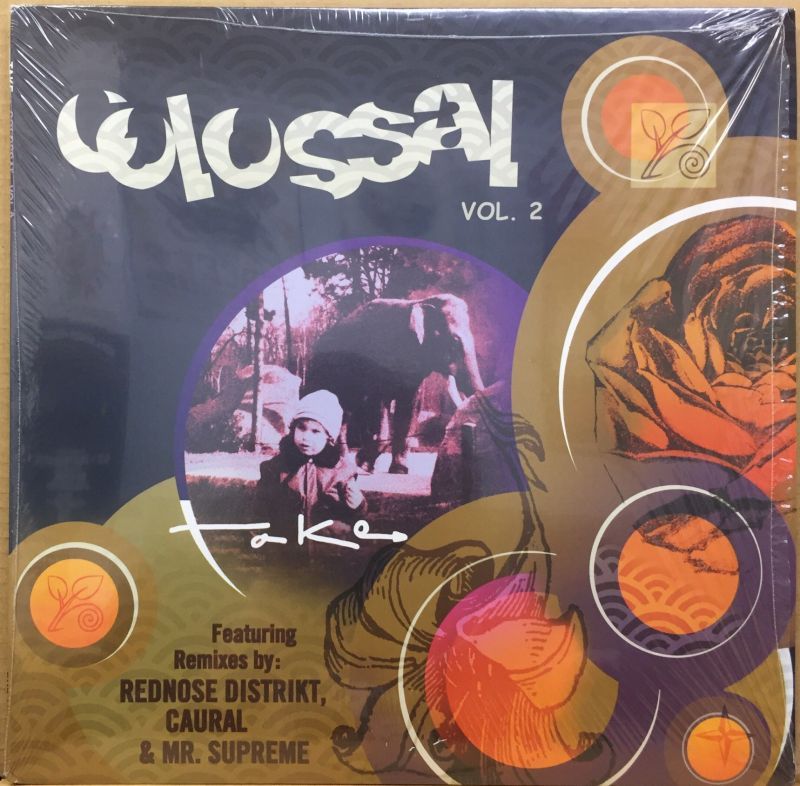 colossal
VOL. 2
take
Featuring
Remixes by:
REDNOSE DISTRIKT,
CAURAL
& MR. SUPREME